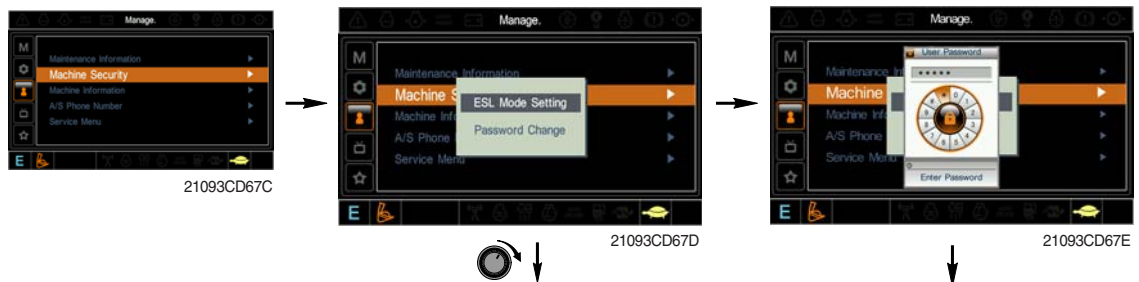 Manage.
M
Maintenance Information
Machine Security
Machine Information
A/S Phone Number
Service Menu
E
21093CD67C
Manage.
M
Maintenance Information
Machine S
ESL Mode Setting
Machine Info
Password Change
A/S Phone
Service Menu
E
21093CD67D
Manage.
M
User Password
Maintenance In
*****
Machine
Machine Info
A/S Phone
Service Menu
Enter Password
E
21093CD67E